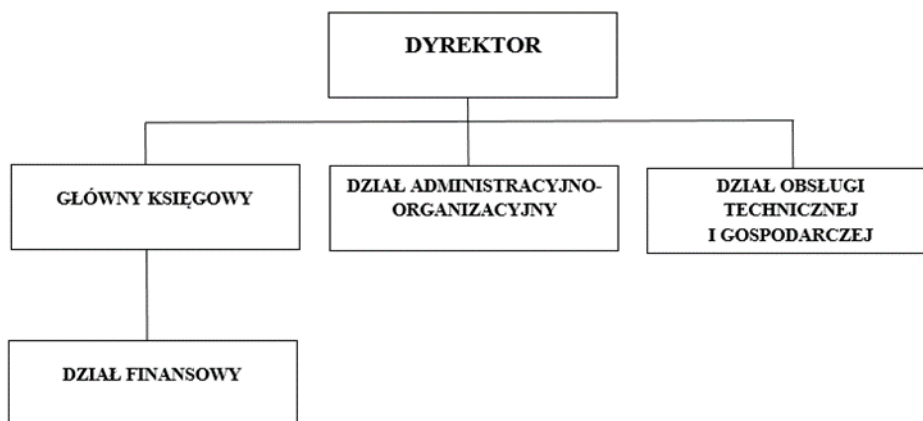 DYREKTOR
GŁÓWNY KSIĘGOWY
DZIAŁ ADMINISTRACYJNO-
ORGANIZACYJNY
DZIAŁ OBSŁUGI
TECHNICZNEJ
I GOSPODARCZEJ
DZIAŁ FINANSOWY